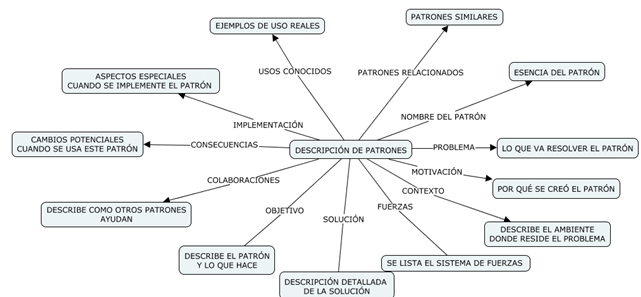 EJEMPLOS DE USO REALES
PATRONES SIMILARES
USOS CONOCIDOS
PATRONES RELACIONADOS
ASPECTOS ESPECIALES
CUANDO SE IMPLEMENTE EL PATRÓN
ESENCIA DEL PATRÓN
IMPLEMENTACIÓN
NOMBRE DEL PATRÓN
CAMBIOS POTENCIALES
CUANDO SE USA ESTE PATRÓN
CONSECUENCIAS
DESCRIPCIÓN DE PATRONES
PROBLEMA
LO QUE VA RESOLVER EL PATRÓN
COLABORACIONES
MOTIVACIÓN
POR QUÉ SE CREÓ EL PATRÓN
CONTEXTO
DESCRIBE COMO OTROS PATRONES
AYUDAN
OBJETIVO
SOLUCIÓN
FUERZAS
DESCRIBE EL AMBIENTE
DONDE RESIDE EL PROBLEMA
DESCRIBE EL PATRÓN
Y LO QUE HACE
SE LISTA EL SISTEMA DE FUERZAS
DESCRIPCIÓN DETALLADA
DE LA SOLUCIÓN